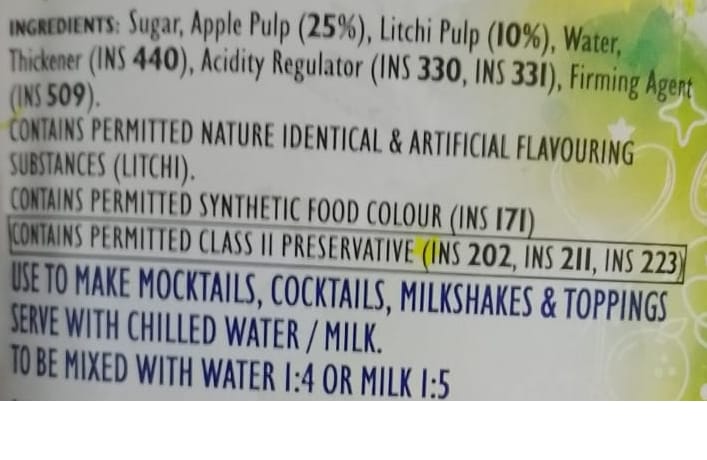 INGREDIENTS: Sugar, Apple Pulp (25%), Litchi Pulp (10%), Water,
Thickener (INS 440), Acidity Regulator (INS 330, INS 331), Firming Agent
(INS 509).
CONTAINS PERMITTED NATURE IDENTICAL & ARTIFICIAL FLAVOURING
SUBSTANCES (LITCHI).
CONTAINS PERMITTED SYNTHETIC FOOD COLOUR (INS 171)
CONTAINS PERMITTED CLASS II PRESERVATIVE (INS 202, INS 211, INS 223)
USE TO MAKE MOCKTAILS, COCKTAILS, MILKSHAKES & TOPPINGS
SERVE WITH CHILLED WATER / MILK.
TO BE MIXED WITH WATER 1:4 OR MILK 1:5